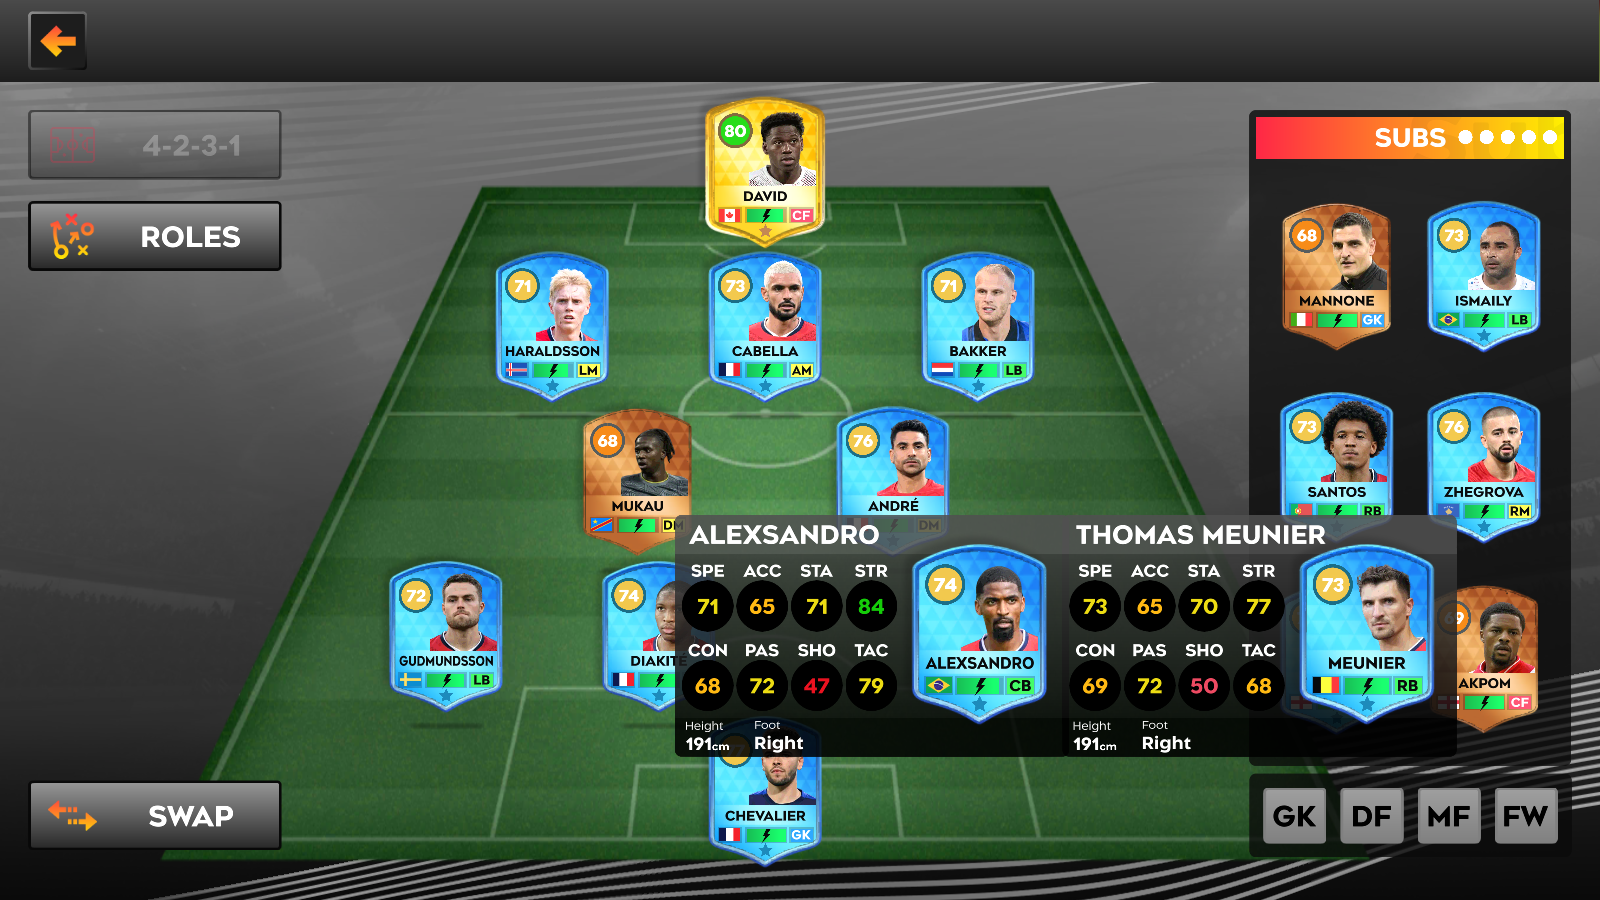 4-2-3-1
ROLES
SWAP
80
DAVID
CF
71
HARALDSSON
LM
73
CABELLA
AM
71
BAKKER
LB
68
MUKAU
DM
76
ANDRÉ
DM
72
GUDMUNDSSON
LB
74
DIAKITÉ
CHEVALIER
GK
ALEXSANDRO
SPE ACC STA STR
71 65 71 84
CON PAS SHO TAC
68 72 47 79
Height Foot
191cm Right
74
ALEXSANDRO
CB
THOMAS MEUNIER
SPE ACC STA STR
73 65 70 77
CON PAS SHO TAC
69 72 50 68
Height Foot
191cm Right
73
MEUNIER
RB
SUBS
68
MANNONE
GK
73
ISMAILY
LB
73
SANTOS
RB
76
ZHEGROVA
RM
69
AKPOM
CF
GK DF MF FW